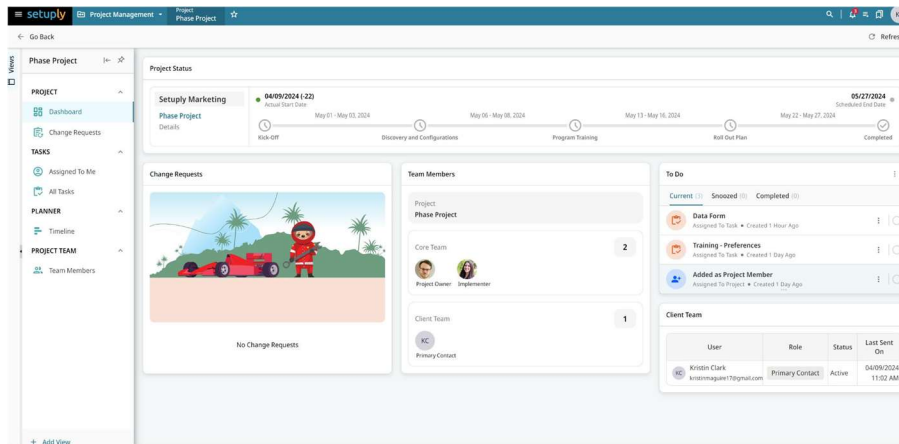 setuply
Project Management
Project
Phase Project
K
Go Back
Refres
Views
Phase Project
PROJECT
Dashboard
Change Requests
TASKS
Assigned To Me
All Tasks
PLANNER
Timeline
PROJECT TEAM
Team Members
+ Add View
Project Status
Setuply Marketing
Phase Project
Details
04/09/2024 (-22)
Actual Start Date
05/27/2024
Scheduled End Date
May 01 - May 03, 2024
May 06 - May 08, 2024
May 13 - May 16, 2024
May 22 - May 27, 2024
Kick-Off
Discovery and Configurations
Program Training
Roll Out Plan
Completed
Change Requests
No Change Requests
Team Members
Project
Phase Project
Core Team
2
Project Owner
Implementer
Client Team
1
KC
Primary Contact
To Do
Current (3)
Snoozed (0)
Completed (0)
Data Form
Assigned To Task • Created 1 Hour Ago
Training - Preferences
Assigned To Task • Created 1 Day Ago
Added as Project Member
Assigned To Project • Created 1 Day Ago
Client Team
User
Role
Status
Last Sent
On
KC
Kristin Clark
kristinmaguire17@gmail.com
Primary Contact
Active
04/09/2024
11:02 AM